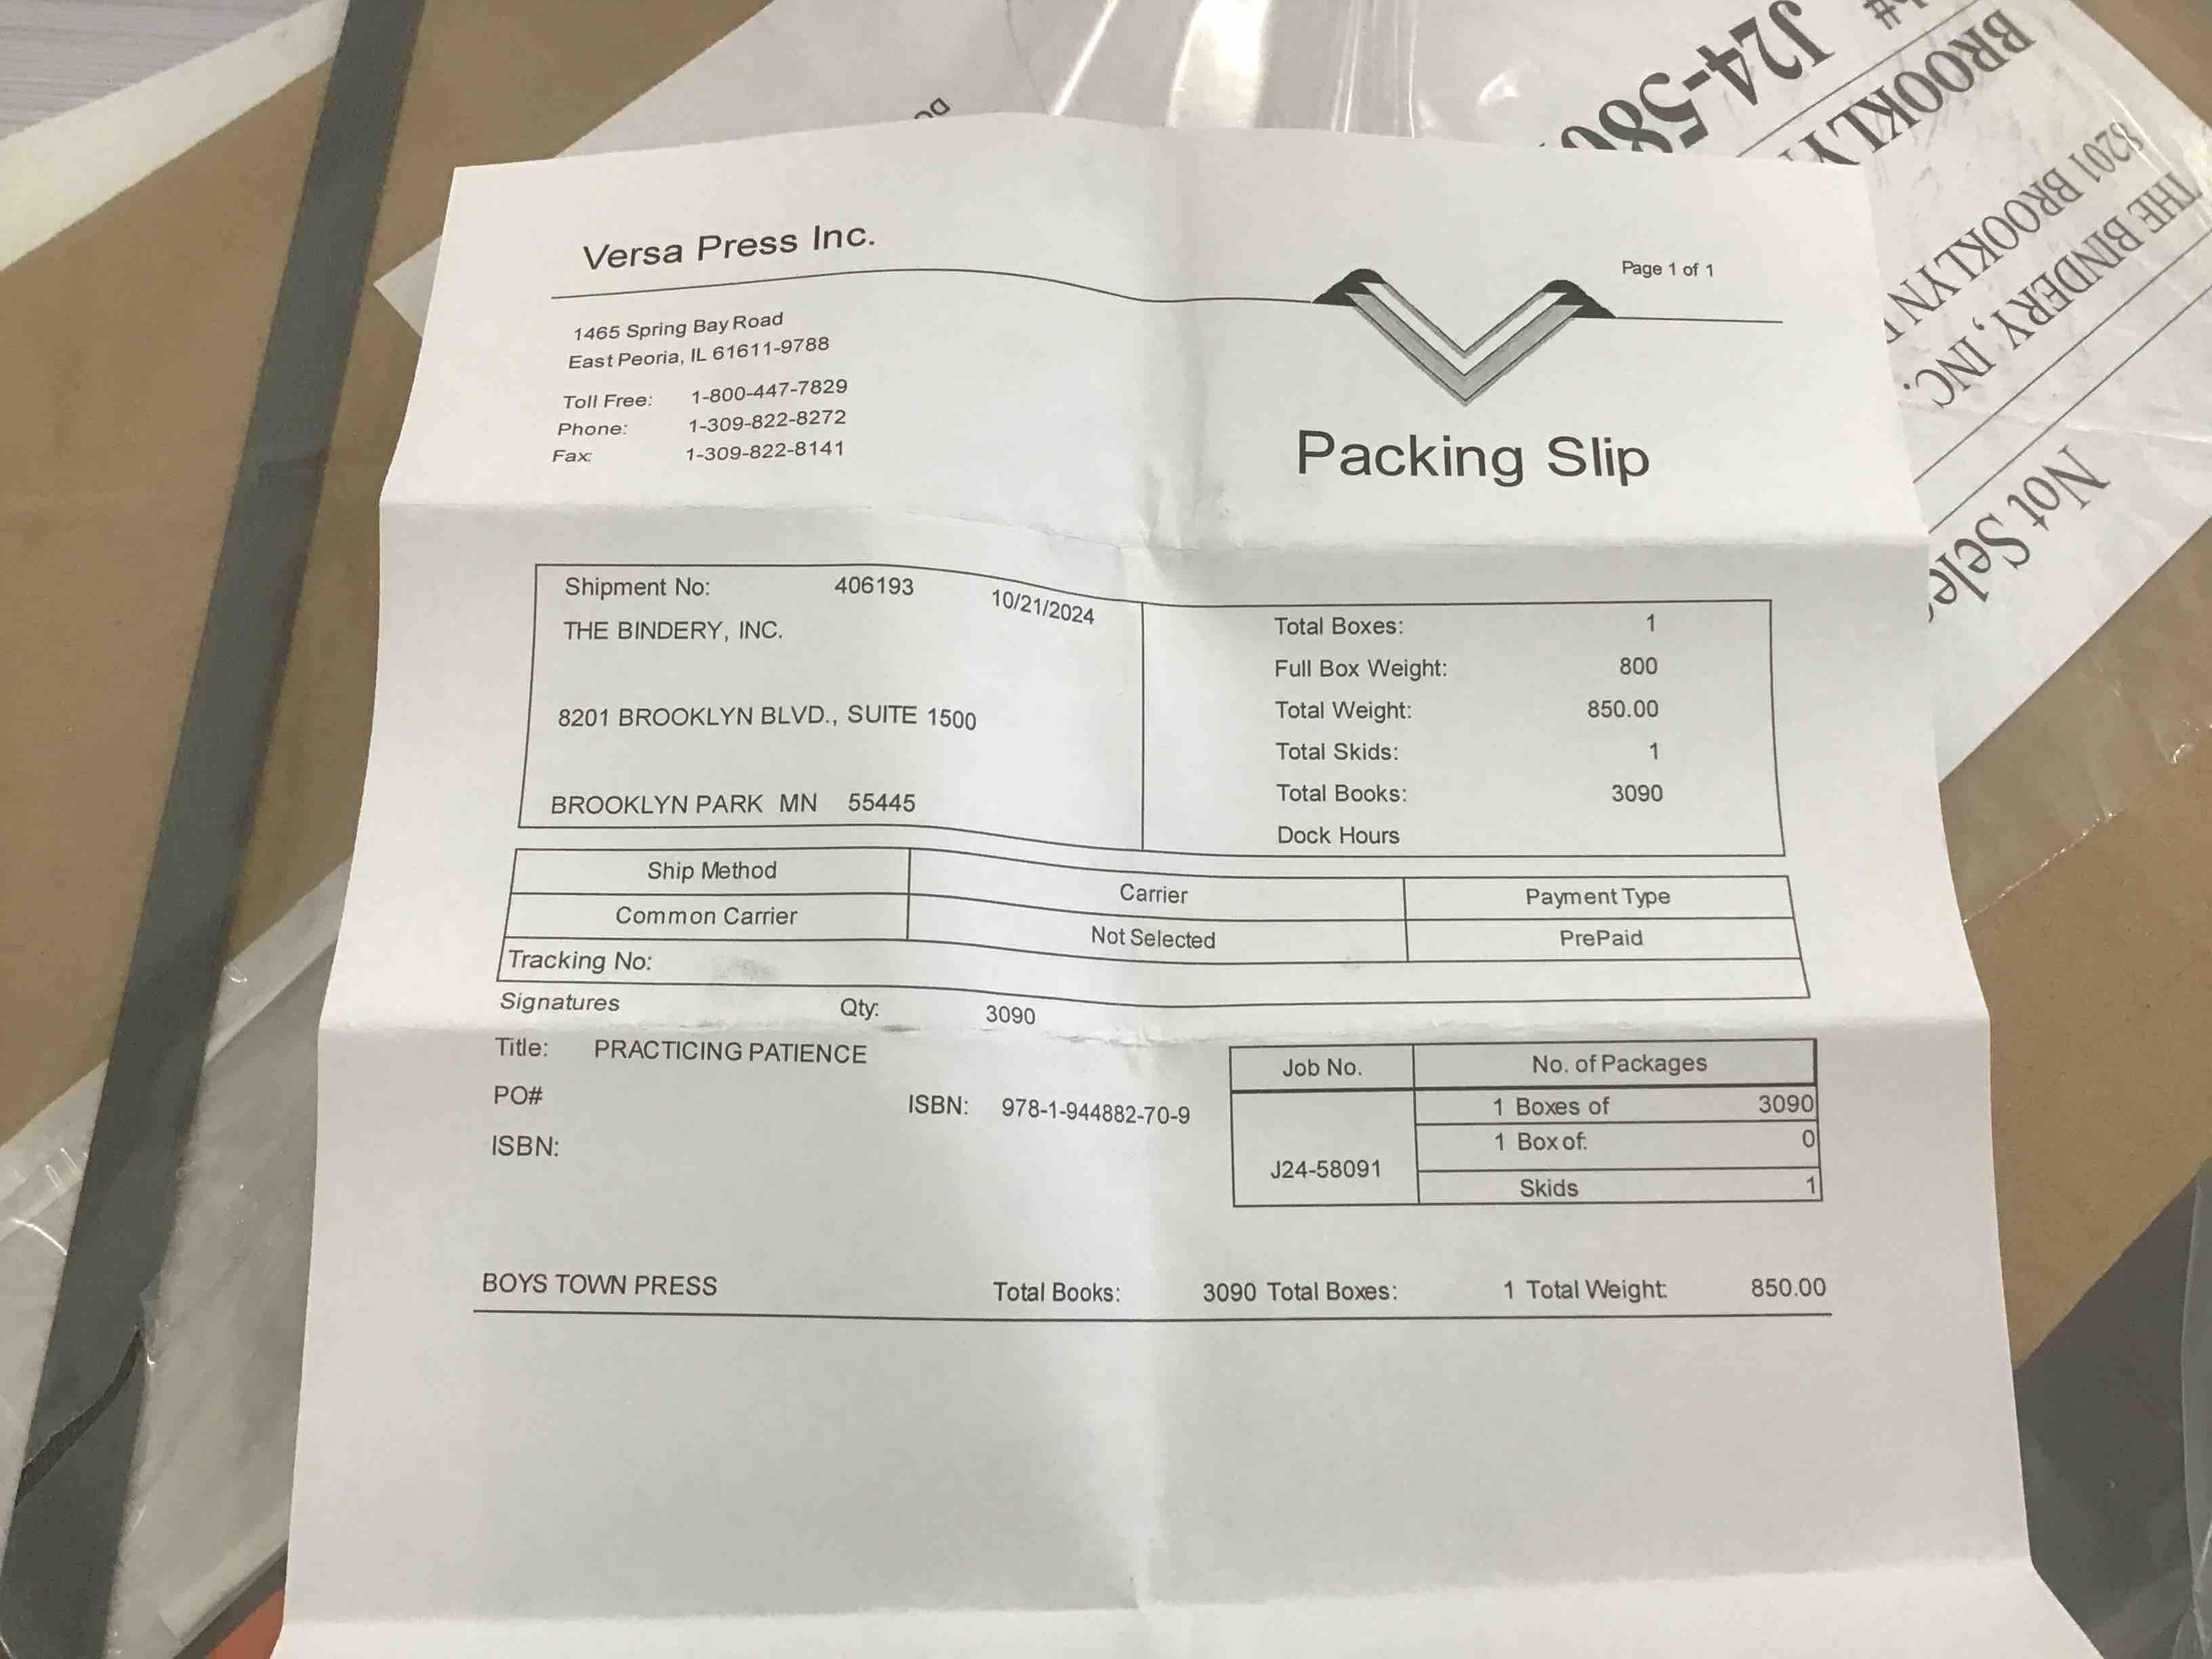 Versa Press Inc.
Page 1 of 1
1465 Spring Bay Road
East Peoria, IL 61611-9788
Toll Free: 1-800-447-7829
Phone: 1-309-822-8272
Fax: 1-309-822-8141
Packing Slip
Shipment No: 406193 10/21/2024
THE BINDERY, INC.
8201 BROOKLYN BLVD., SUITE 1500
BROOKLYN PARK MN 55445
Total Boxes: 1
Full Box Weight: 800
Total Weight: 850.00
Total Skids: 1
Total Books: 3090
Dock Hours
Ship Method Carrier Payment Type
Common Carrier Not Selected PrePaid
Tracking No:
Signatures Qty: 3090
Title: PRACTICING PATIENCE
PO#
ISBN: 978-1-944882-70-9
ISBN:
Job No. No. of Packages
1 Boxes of 3090
1 Box of: 0
J24-58091
Skids 1
BOYS TOWN PRESS Total Books: 3090 Total Boxes: 1 Total Weight: 850.00
Not
THE BINDERY, INC.
8201 BROOKLYN
J24-58